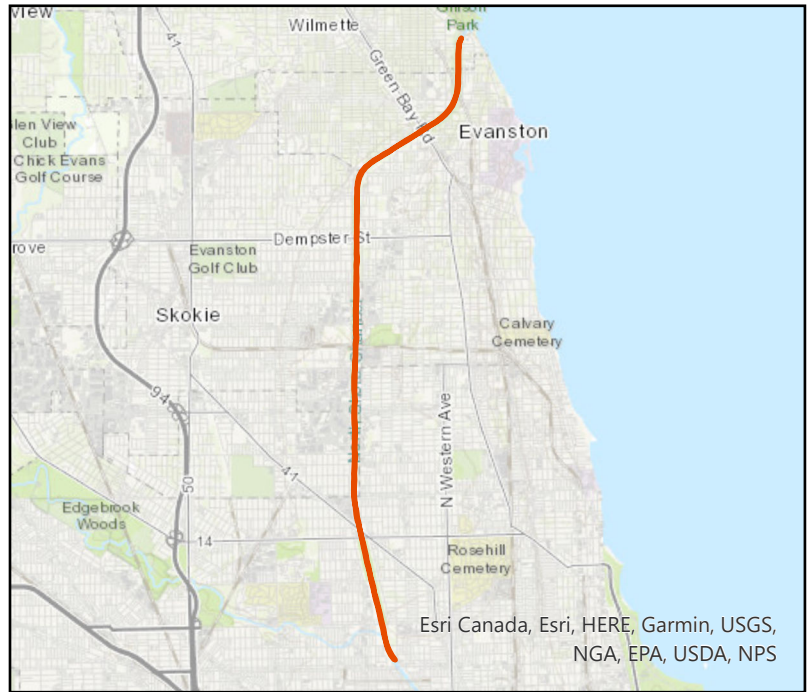 view
41
Wilmette
Gillson
Park
Green Bay Rd
Evanston
len View
Club
Chick Evans
Golf Course
rove
Dempster St
Evanston
Golf Club
Skokie
Calvary
Cemetery
94
N Western Ave
50
41
Edgebrook
Woods
14
Rosehill
Cemetery
Esri Canada, Esri, HERE, Garmin, USGS,
NGA, EPA, USDA, NPS